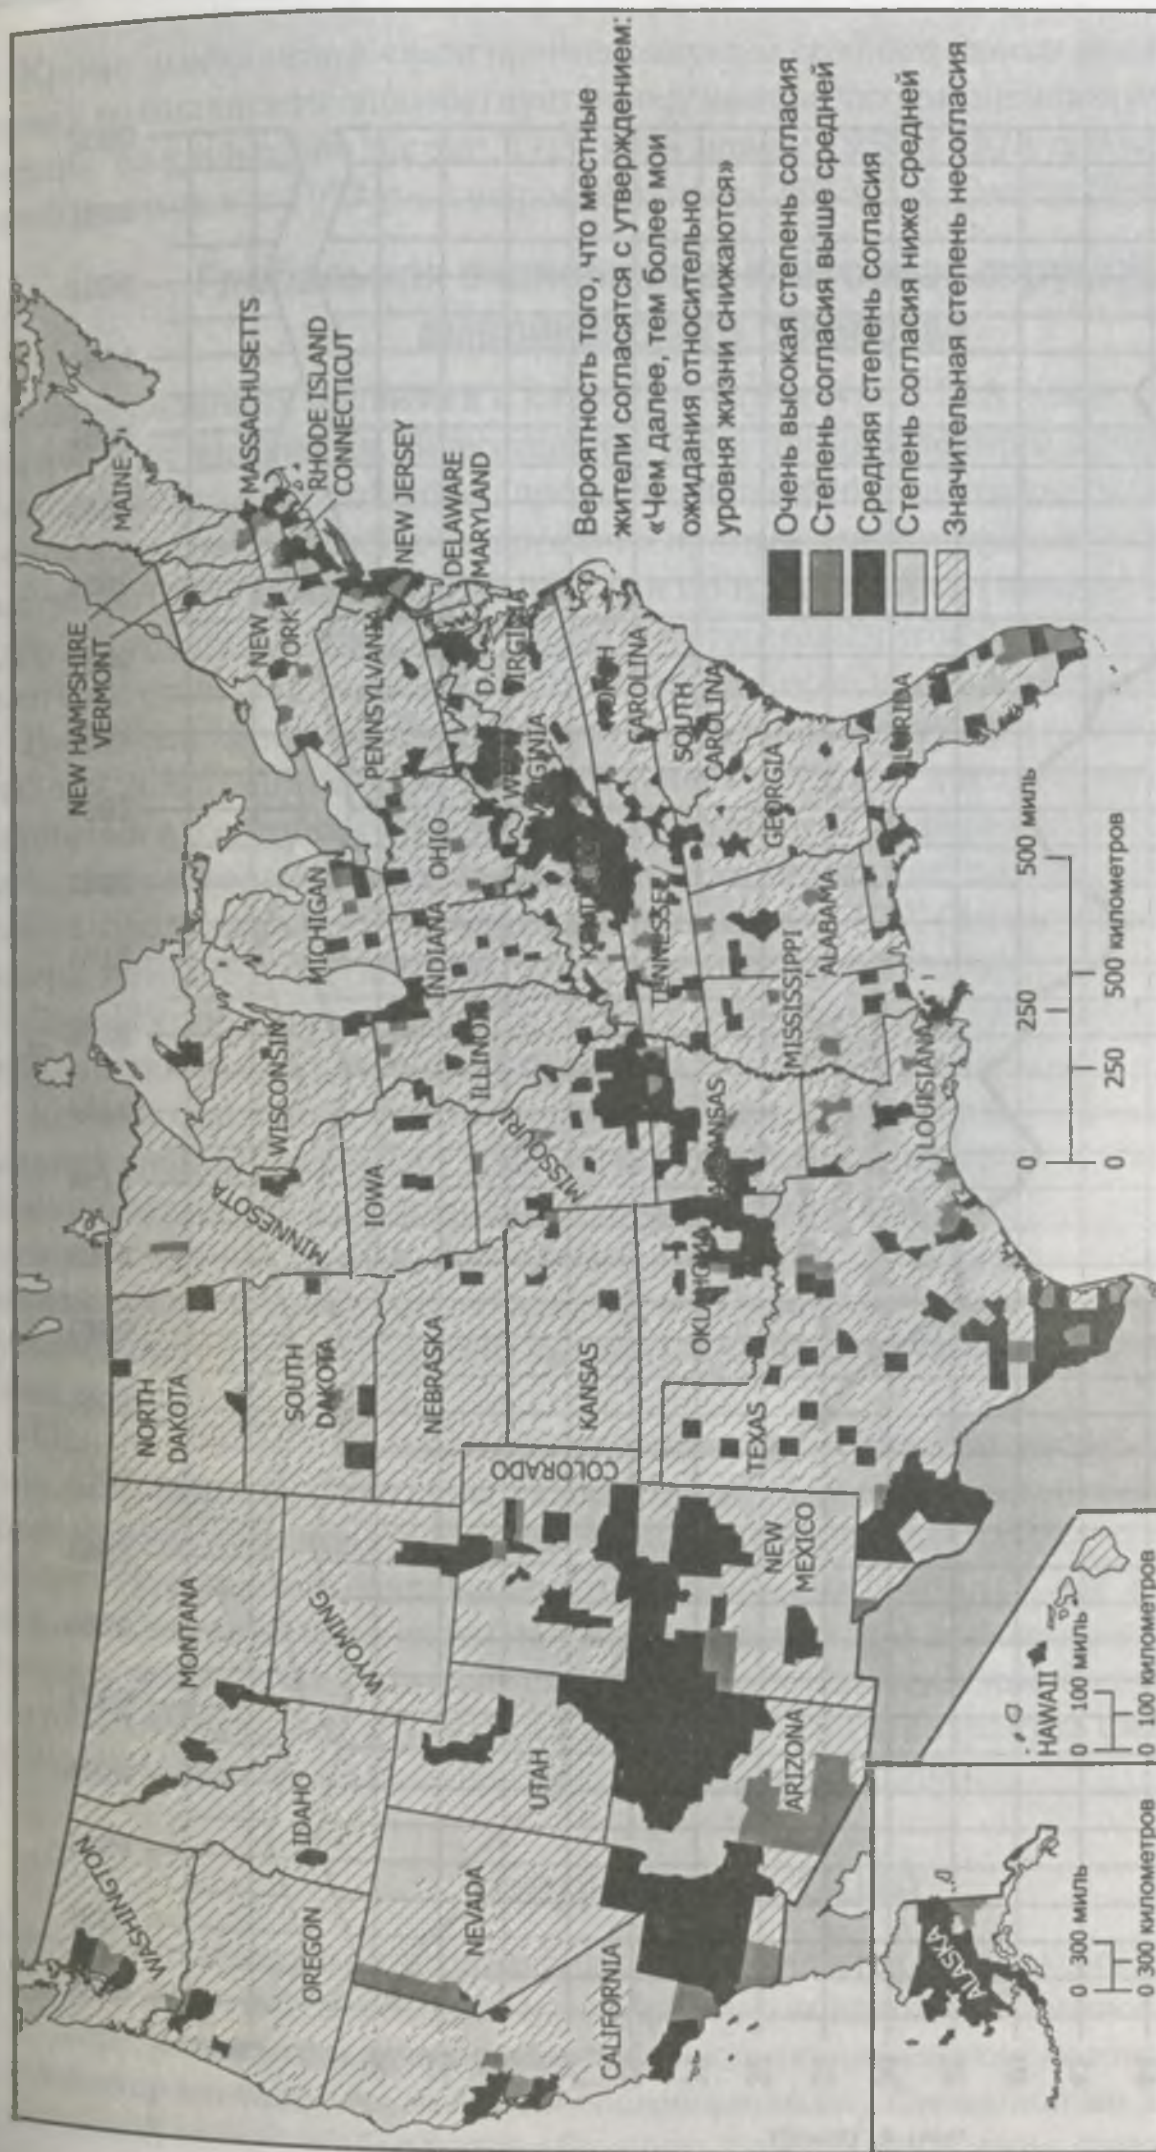 WASHINGTON
OREGON
CALIFORNIA
NEVADA
IDAHO
MONTANA
WYOMING
UTAH
ARIZONA
COLORADO
NEW
MEXICO
NORTH
DAKOTA
SOUTH
DAKOTA
NEBRASKA
KANSAS
OKLAHOMA
TEXAS
MINNESOTA
IOWA
MISSOURI
ARKANSAS
LOUISIANA
WISCONSIN
ILLINOIS
MICHIGAN
INDIANA
OHIO
TENNESSEE
MISSISSIPPI
ALABAMA
GEORGIA
FLORIDA
SOUTH
CAROLINA
NORTH
CAROLINA
WEST
VIRGINIA
VIRGINIA
D.C.
PENNSYLVANIA
NEW
YORK
NEW HAMPSHIRE
VERMONT
MAINE
MASSACHUSETTS
RHODE ISLAND
CONNECTICUT
NEW JERSEY
DELAWARE
MARYLAND
Вероятность того, что местные
жители согласятся с утверждением:
«Чем далее, тем более мои
ожидания относительно
уровня жизни снижаются»
Очень высокая степень согласия
Степень согласия выше средней
Средняя степень согласия
Степень согласия ниже средней
Значительная степень несогласия
ALASKA
0 300 миль
0 300 километров
HAWAII
0 100 миль
0 100 километров
0 250 500 миль
0 250 500 километров